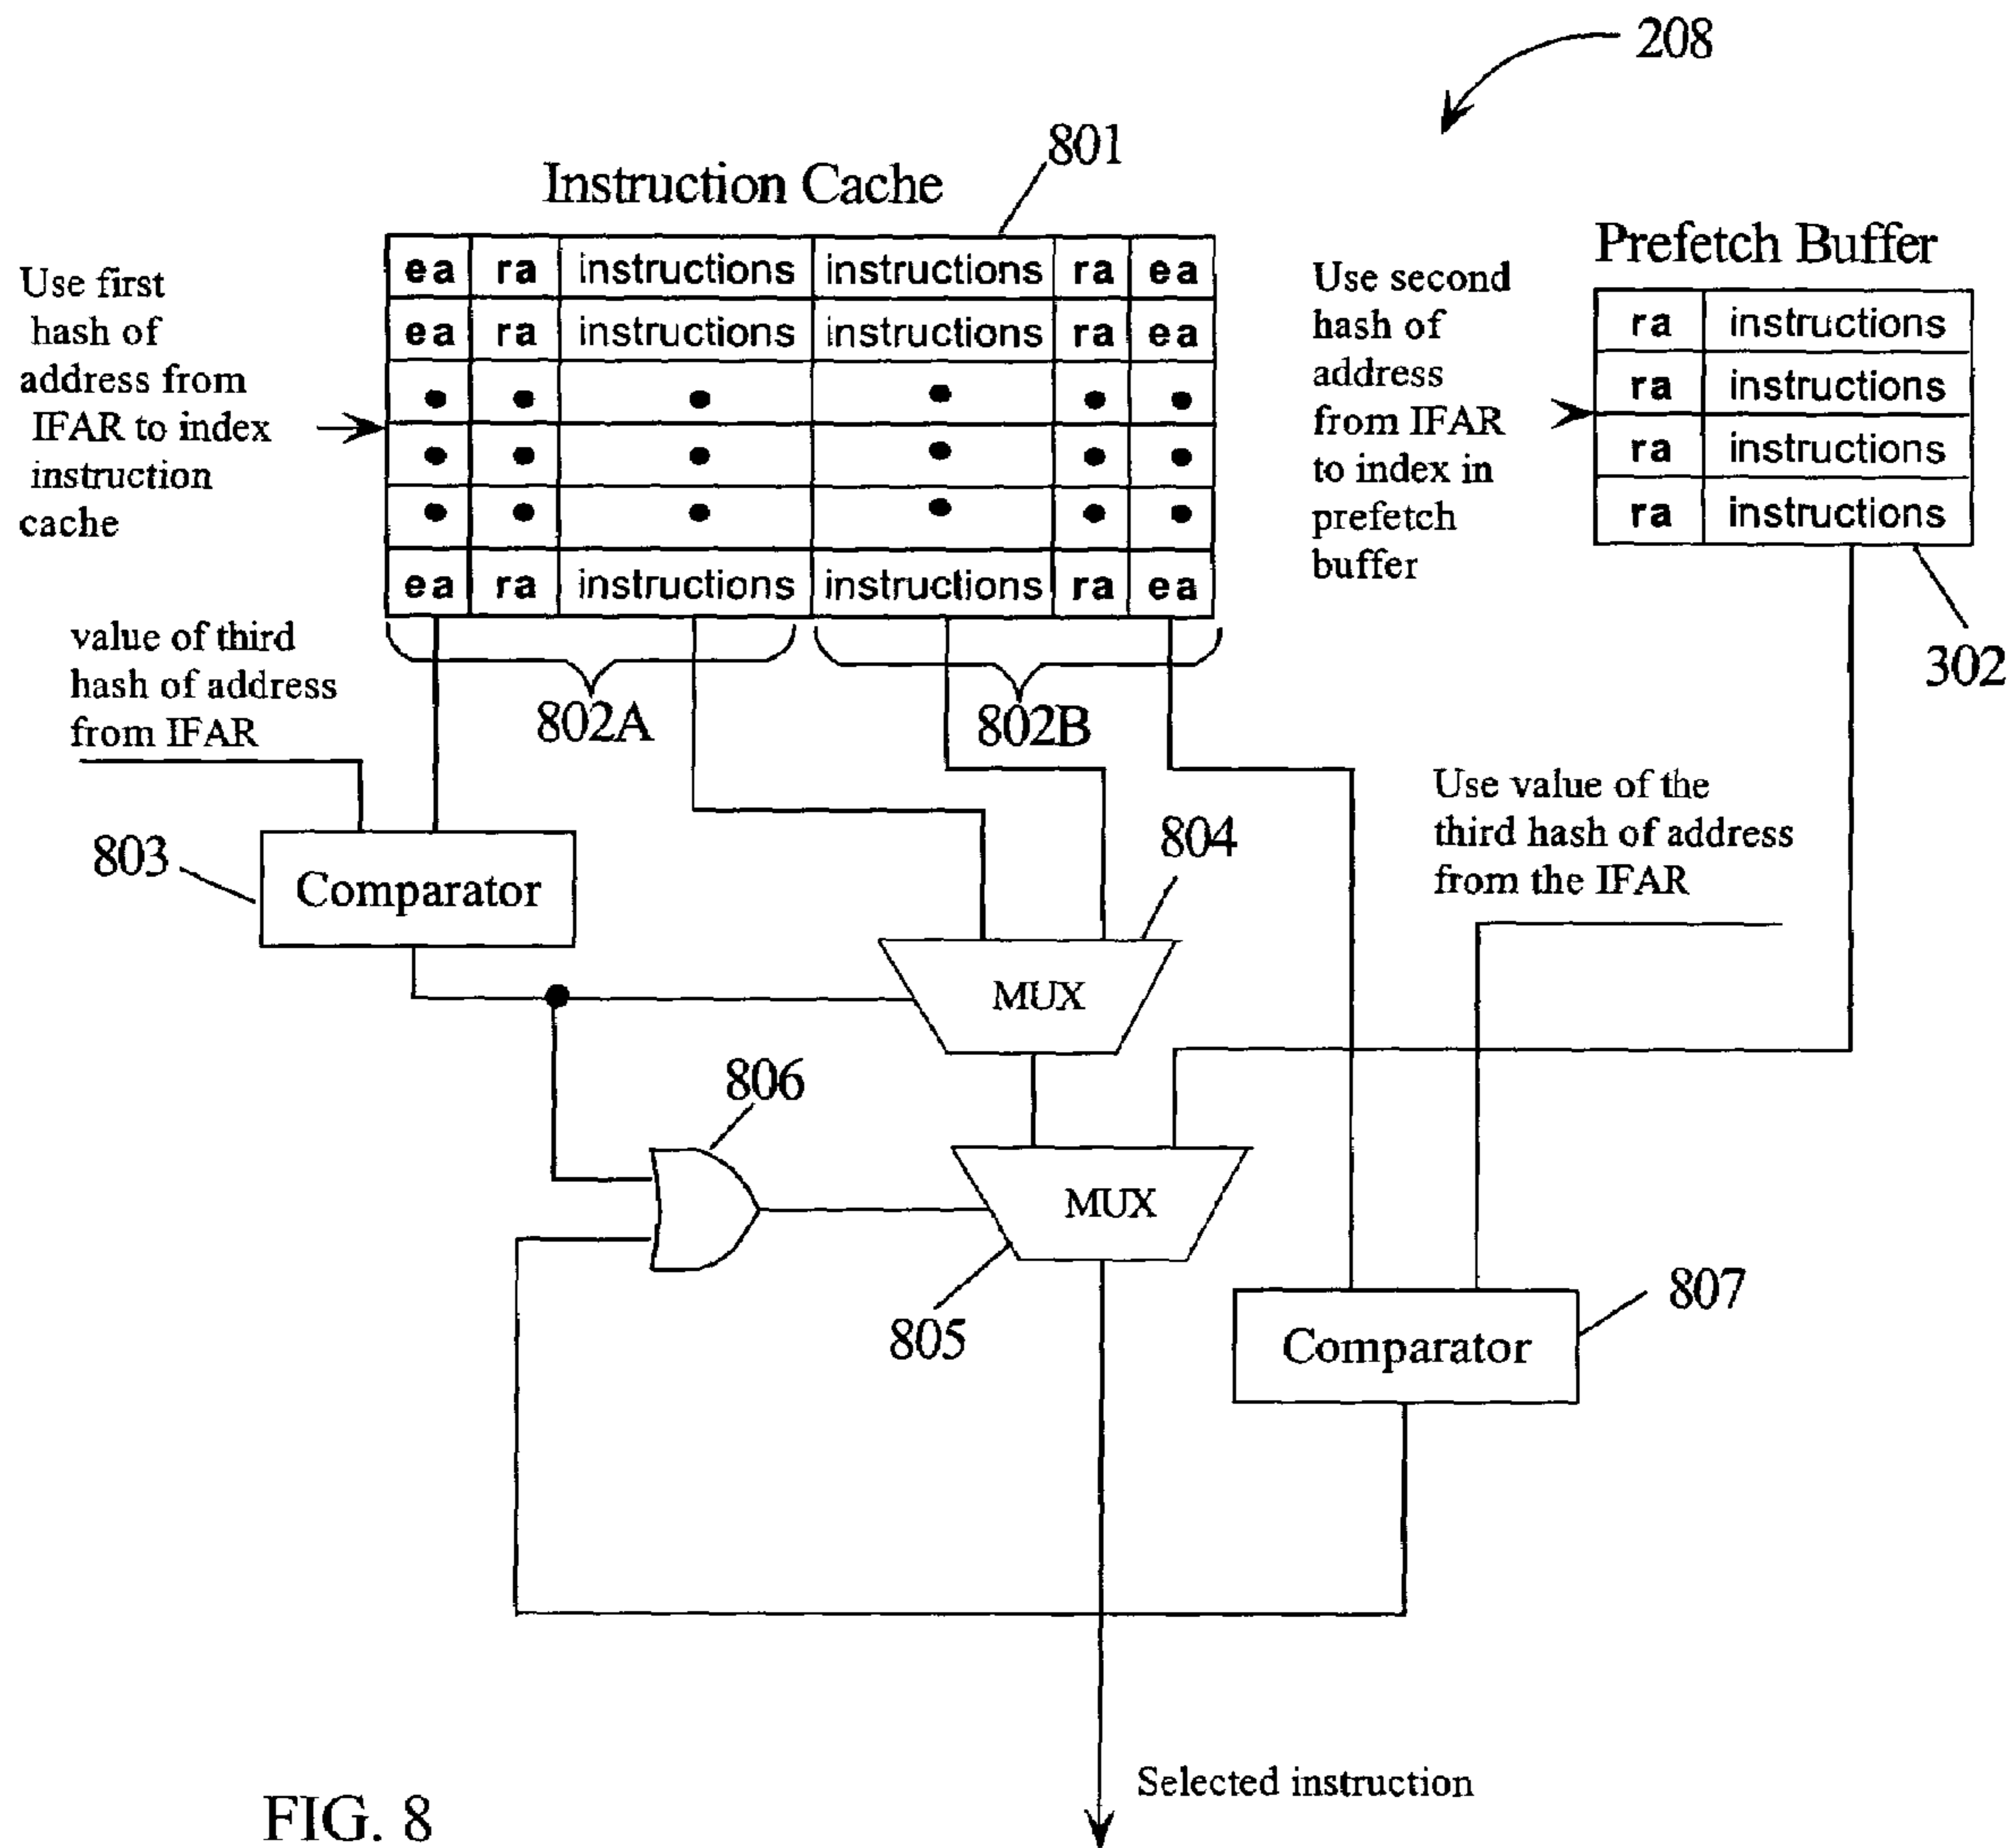 208
801
Instruction Cache
Prefetch Buffer
Use first
hash of
address from
IFAR to index
instruction
cache
ea ra instructions instructions ra ea
ea ra instructions instructions ra ea
ea ra instructions instructions ra ea
Use second
hash of
address
from IFAR
to index in
prefetch
buffer
ra instructions
ra instructions
ra instructions
ra instructions
302
value of third
hash of address
from IFAR
802A
802B
Use value of the
third hash of address
from the IFAR
803
Comparator
804
MUX
806
MUX
805
807
Comparator
Selected instruction
FIG. 8